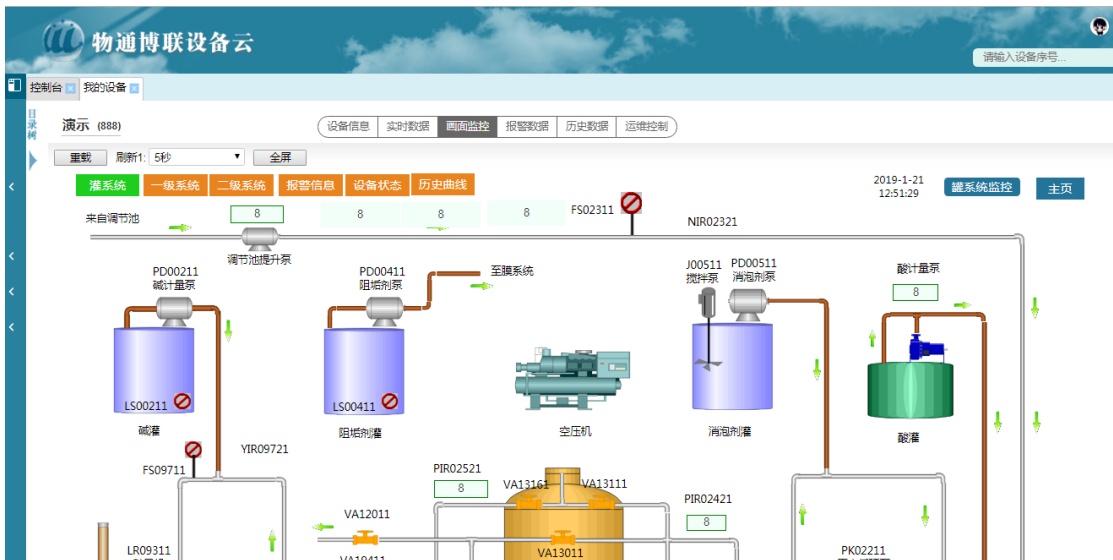 物通博联设备云
请输入设备序号...
控制台 我的设备
目录树
演示 (888)
设备信息 实时数据 画面监控 报警数据 历史数据 运维控制
重载 刷新1: 5秒 全屏
灌系统 一级系统 二级系统 报警信息 设备状态 历史曲线
2019-1-21
12:51:29
罐系统监控 主页
来自调节池
8 8 8 8
FS02311
NIR02321
调节池提升泵
PD00211
碱计量泵
PD00411
阻垢剂泵
至膜系统
J00511
搅拌泵
PD00511
消泡剂泵
酸计量泵
8
LS00211
LS00411
碱灌
阻垢剂灌
空压机
消泡剂灌
酸灌
YIR09721
FS09711
PIR02521
8
VA13161
VA13111
PIR02421
8
VA12011
VA13011
LR09311
PK02211